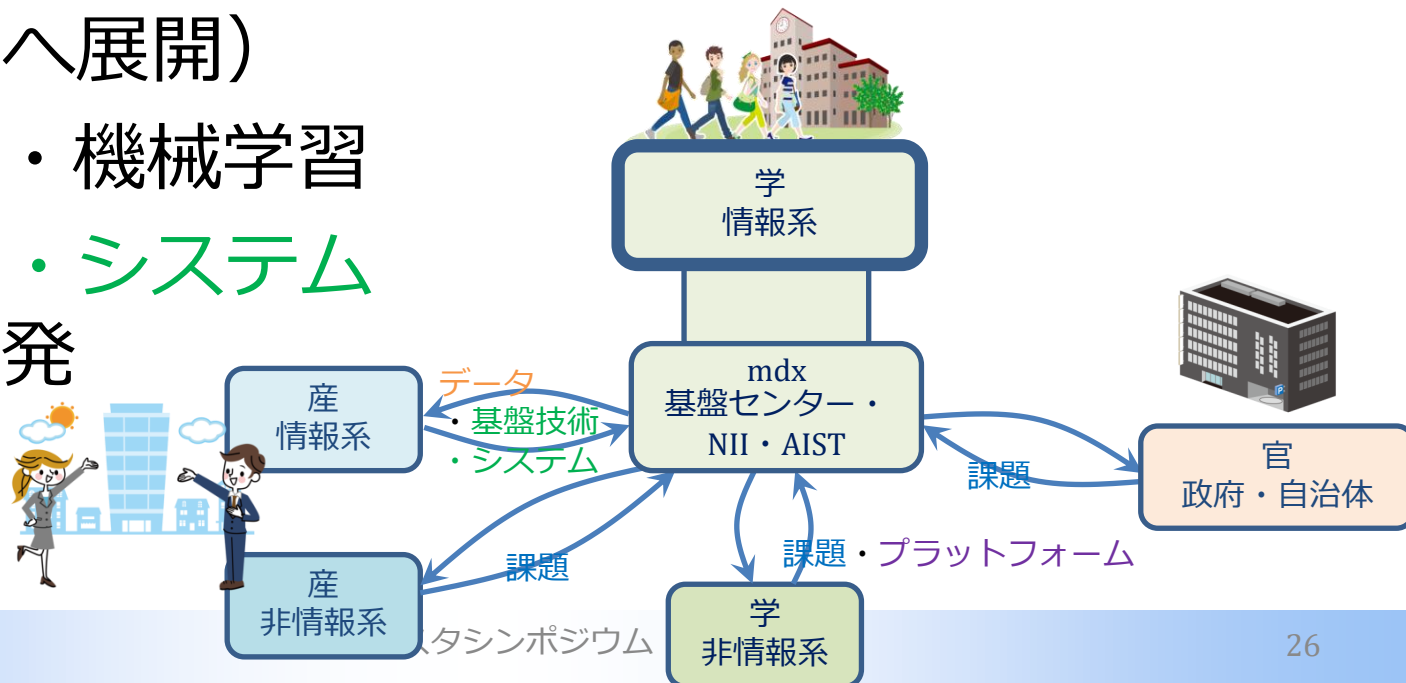 へ展開）
・機械学習
・システム
発
学
情報系
mdx
基盤センター・
NII・AIST
産
情報系
データ
・基盤技術
・システム
官
政府・自治体
課題
課題
課題・プラットフォーム
産
非情報系
学
非情報系
タシンポジウム
26